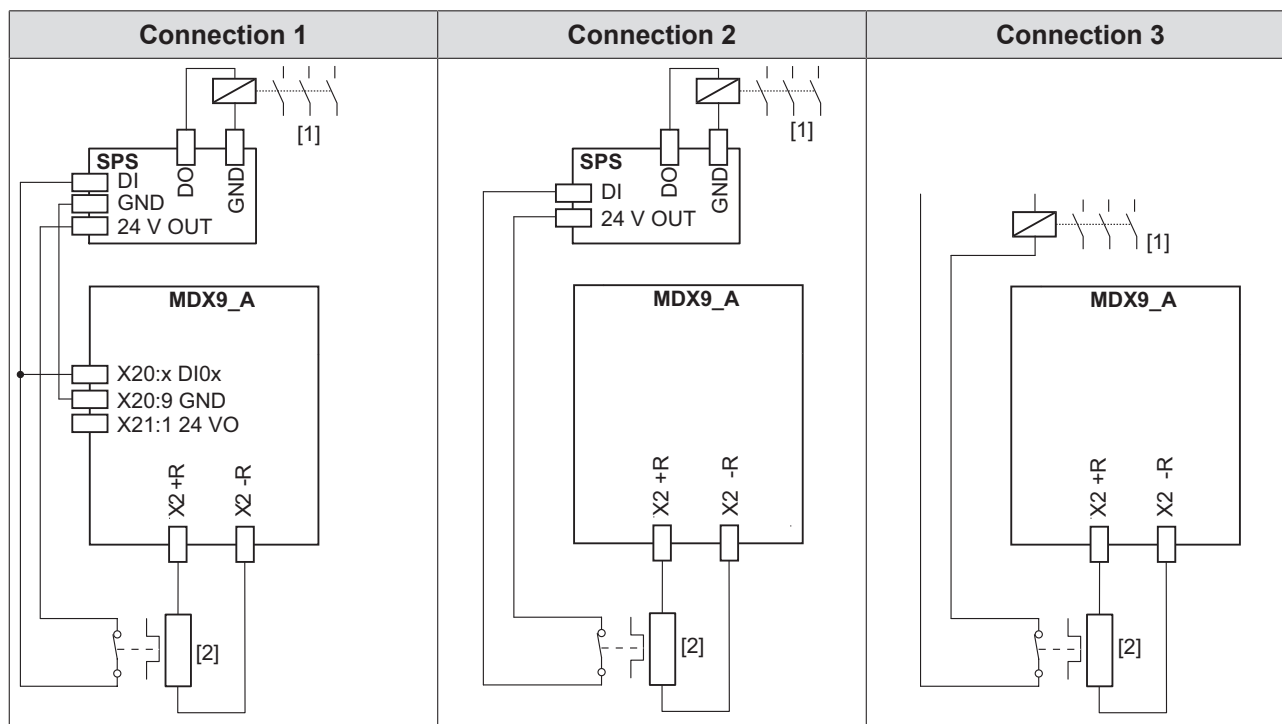 Connection 1
Connection 2
Connection 3
[1]
SPS
DI
GND
24 V OUT
DO
GND
MDX9_A
X20:x DI0x
X20:9 GND
X21:1 24 VO
X2 +R
X2 -R
[2]
[1]
SPS
DI
24 V OUT
DO
GND
MDX9_A
X2 +R
X2 -R
[2]
[1]
MDX9_A
X2 +R
X2 -R
[2]